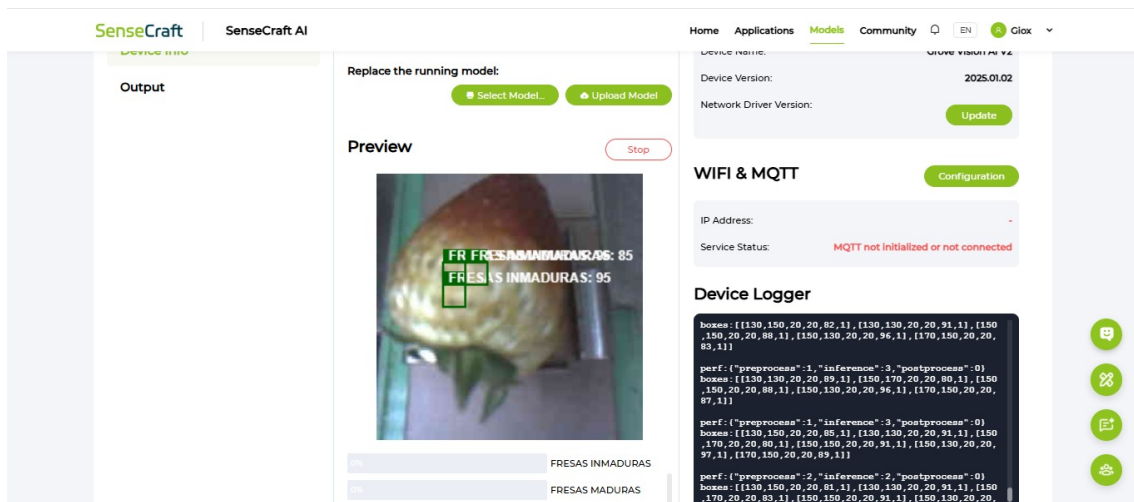 SenseCraft
SenseCraft AI
Home Applications Models Community EN Giox
Device Info
Output
Replace the running model:
Select Model...
Upload Model
Preview
Stop
FRESAS INMADURAS: 85
FRESAS INMADURAS: 95
FRESAS INMADURAS
FRESAS MADURAS
Device Name:
Grove Vision AI V2
Device Version:
2025.01.02
Network Driver Version:
Update
WIFI & MQTT
Configuration
IP Address:
-
Service Status:
MQTT not initialized or not connected
Device Logger
boxes:[[130,150,20,20,82,1],[130,130,20,20,91,1],[150
,150,20,20,88,1],[150,130,20,20,96,1],[170,150,20,20,
83,1]]
perf:{"preprocess":1,"inference":3,"postprocess":0}
boxes:[[130,130,20,20,89,1],[150,170,20,20,80,1],[150
,150,20,20,88,1],[150,130,20,20,96,1],[170,150,20,20,
87,1]]
perf:{"preprocess":1,"inference":3,"postprocess":0}
boxes:[[130,150,20,20,85,1],[130,130,20,20,91,1],[150
,170,20,20,80,1],[150,150,20,20,91,1],[150,130,20,20,
97,1],[170,150,20,20,89,1]]
perf:{"preprocess":2,"inference":2,"postprocess":0}
boxes:[[130,150,20,20,81,1],[130,130,20,20,91,1],[150
,170,20,20,83,1],[150,150,20,20,91,1],[150,130,20,20,